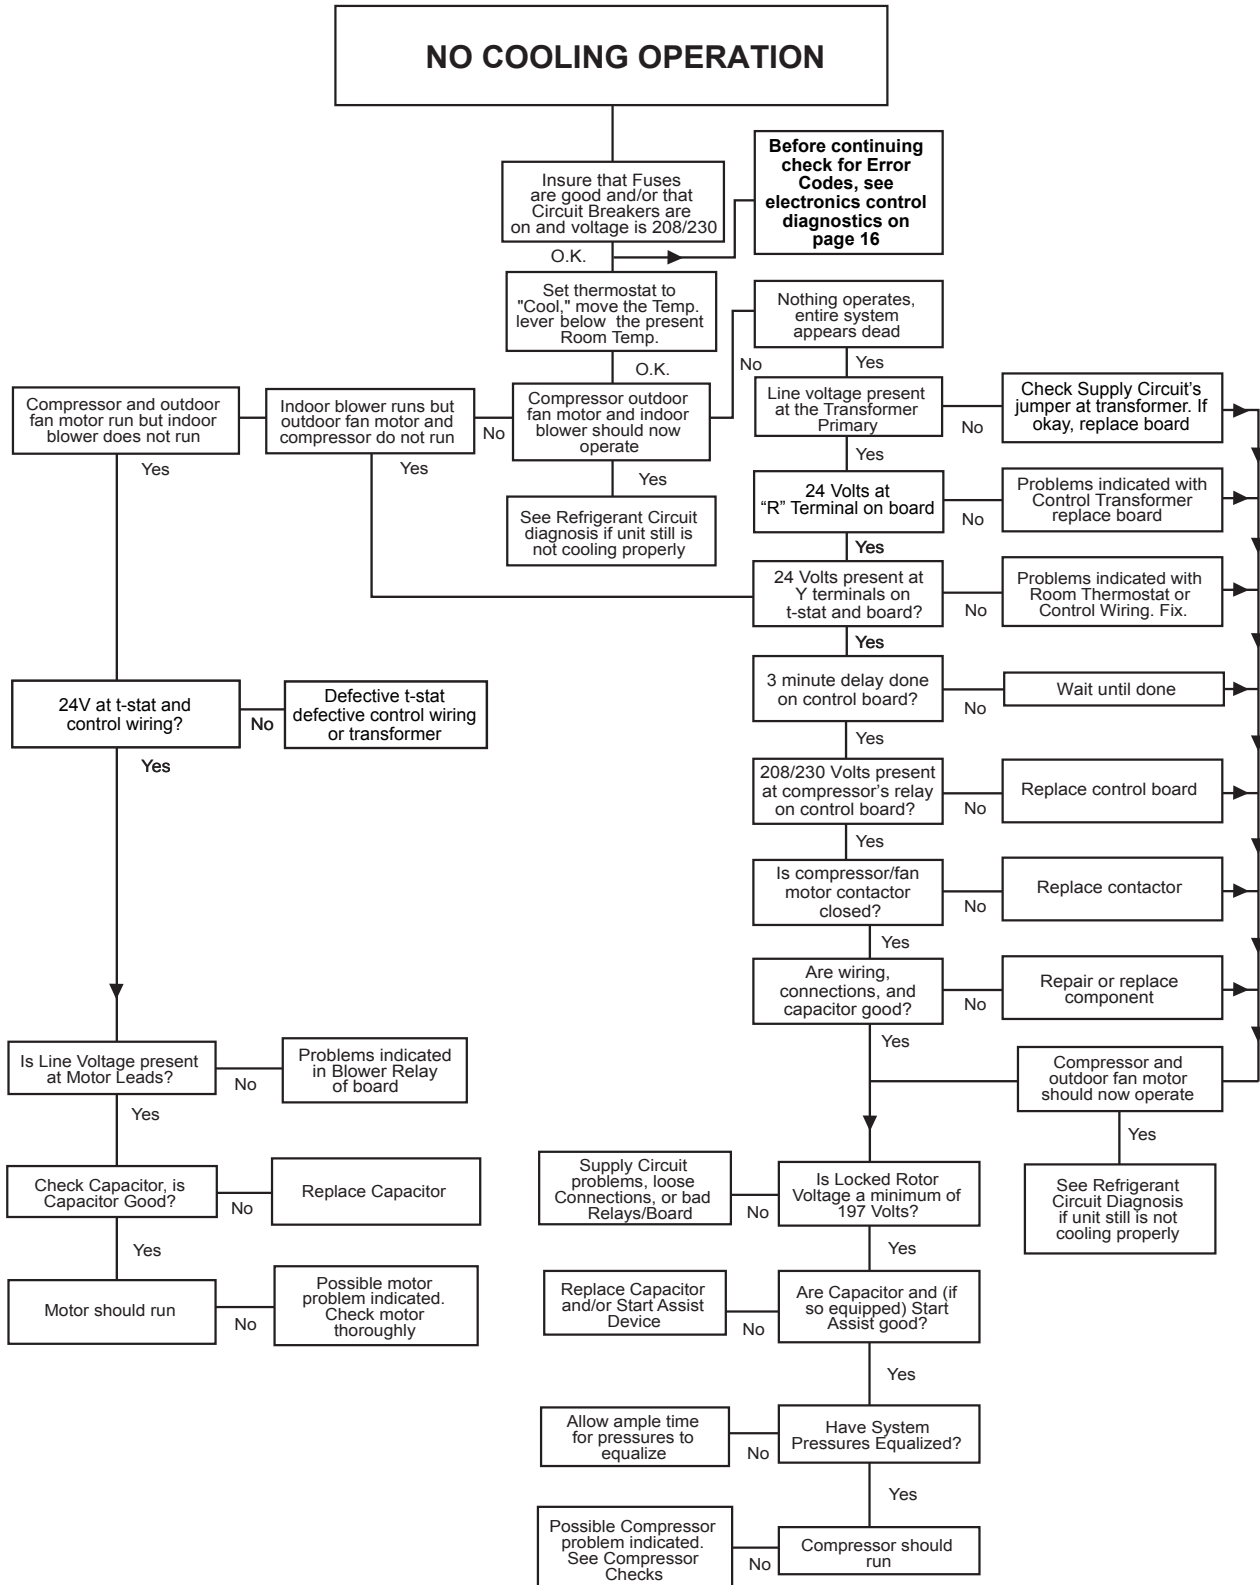 NO COOLING OPERATION
Insure that Fuses
are good and/or that
Circuit Breakers are
on and voltage is 208/230
Before continuing
check for Error
Codes, see
electronics control
diagnostics on
page 16
O.K.
Set thermostat to
"Cool," move the Temp.
lever below the present
Room Temp.
Nothing operates,
entire system
appears dead
O.K.
No
Yes
Compressor and outdoor
fan motor run but indoor
blower does not run
Indoor blower runs but
outdoor fan motor and
compressor do not run
No
Compressor outdoor
fan motor and indoor
blower should now
operate
Line voltage present
at the Transformer
Primary
No
Check Supply Circuit's
jumper at transformer. If
okay, replace board
Yes
Yes
Yes
Yes
See Refrigerant Circuit
diagnosis if unit still is
not cooling properly
24 Volts at
“R” Terminal on board
No
Problems indicated with
Control Transformer
replace board
Yes
24 Volts present at
Y terminals on
t-stat and board?
No
Problems indicated with
Room Thermostat or
Control Wiring. Fix.
Yes
24V at t-stat and
control wiring?
No
Defective t-stat
defective control wiring
or transformer
3 minute delay done
on control board?
No
Wait until done
Yes
Yes
208/230 Volts present
at compressor's relay
on control board?
No
Replace control board
Yes
Is compressor/fan
motor contactor
closed?
No
Replace contactor
Yes
Are wiring,
connections, and
capacitor good?
No
Repair or replace
component
Yes
Is Line Voltage present
at Motor Leads?
No
Problems indicated
in Blower Relay
of board
Compressor and
outdoor fan motor
should now operate
Yes
Yes
Check Capacitor, is
Capacitor Good?
No
Replace Capacitor
Supply Circuit
problems, loose
Connections, or bad
Relays/Board
No
Is Locked Rotor
Voltage a minimum of
197 Volts?
See Refrigerant
Circuit Diagnosis
if unit still is not
cooling properly
Yes
Yes
Motor should run
No
Possible motor
problem indicated.
Check motor
thoroughly
Replace Capacitor
and/or Start Assist
Device
No
Are Capacitor and (if
so equipped) Start
Assist good?
Yes
Allow ample time
for pressures to
equalize
No
Have System
Pressures Equalized?
Yes
Possible Compressor
problem indicated.
See Compressor
Checks
No
Compressor should
run